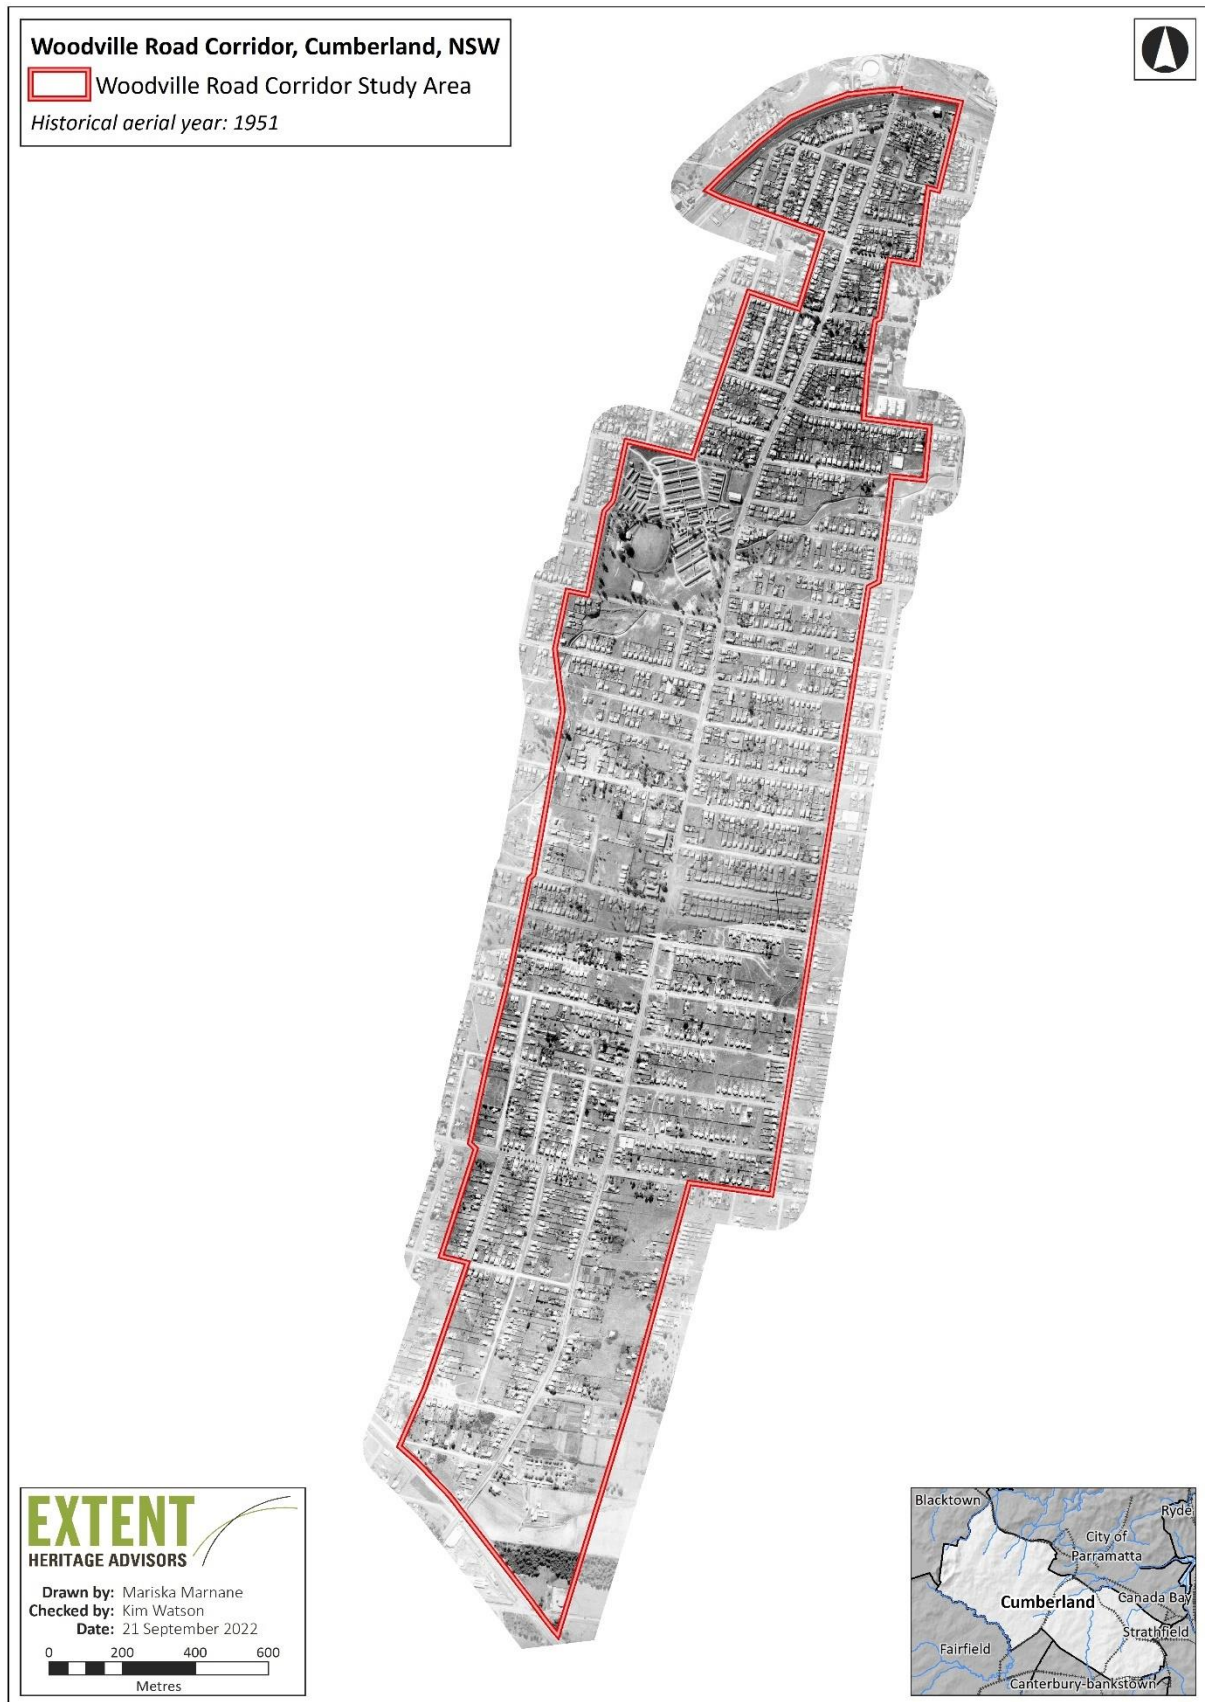 Woodville Road Corridor, Cumberland, NSW
Woodville Road Corridor Study Area
Historical aerial year: 1951
EXTENT
HERITAGE ADVISORS
Drawn by: Mariska Marnane
Checked by: Kim Watson
Date: 21 September 2022
0 200 400 600
Metres
Blacktown
Ryde
City of
Parramatta
Cumberland
Canada Bay
Strathfield
Fairfield
Canterbury-bankstown